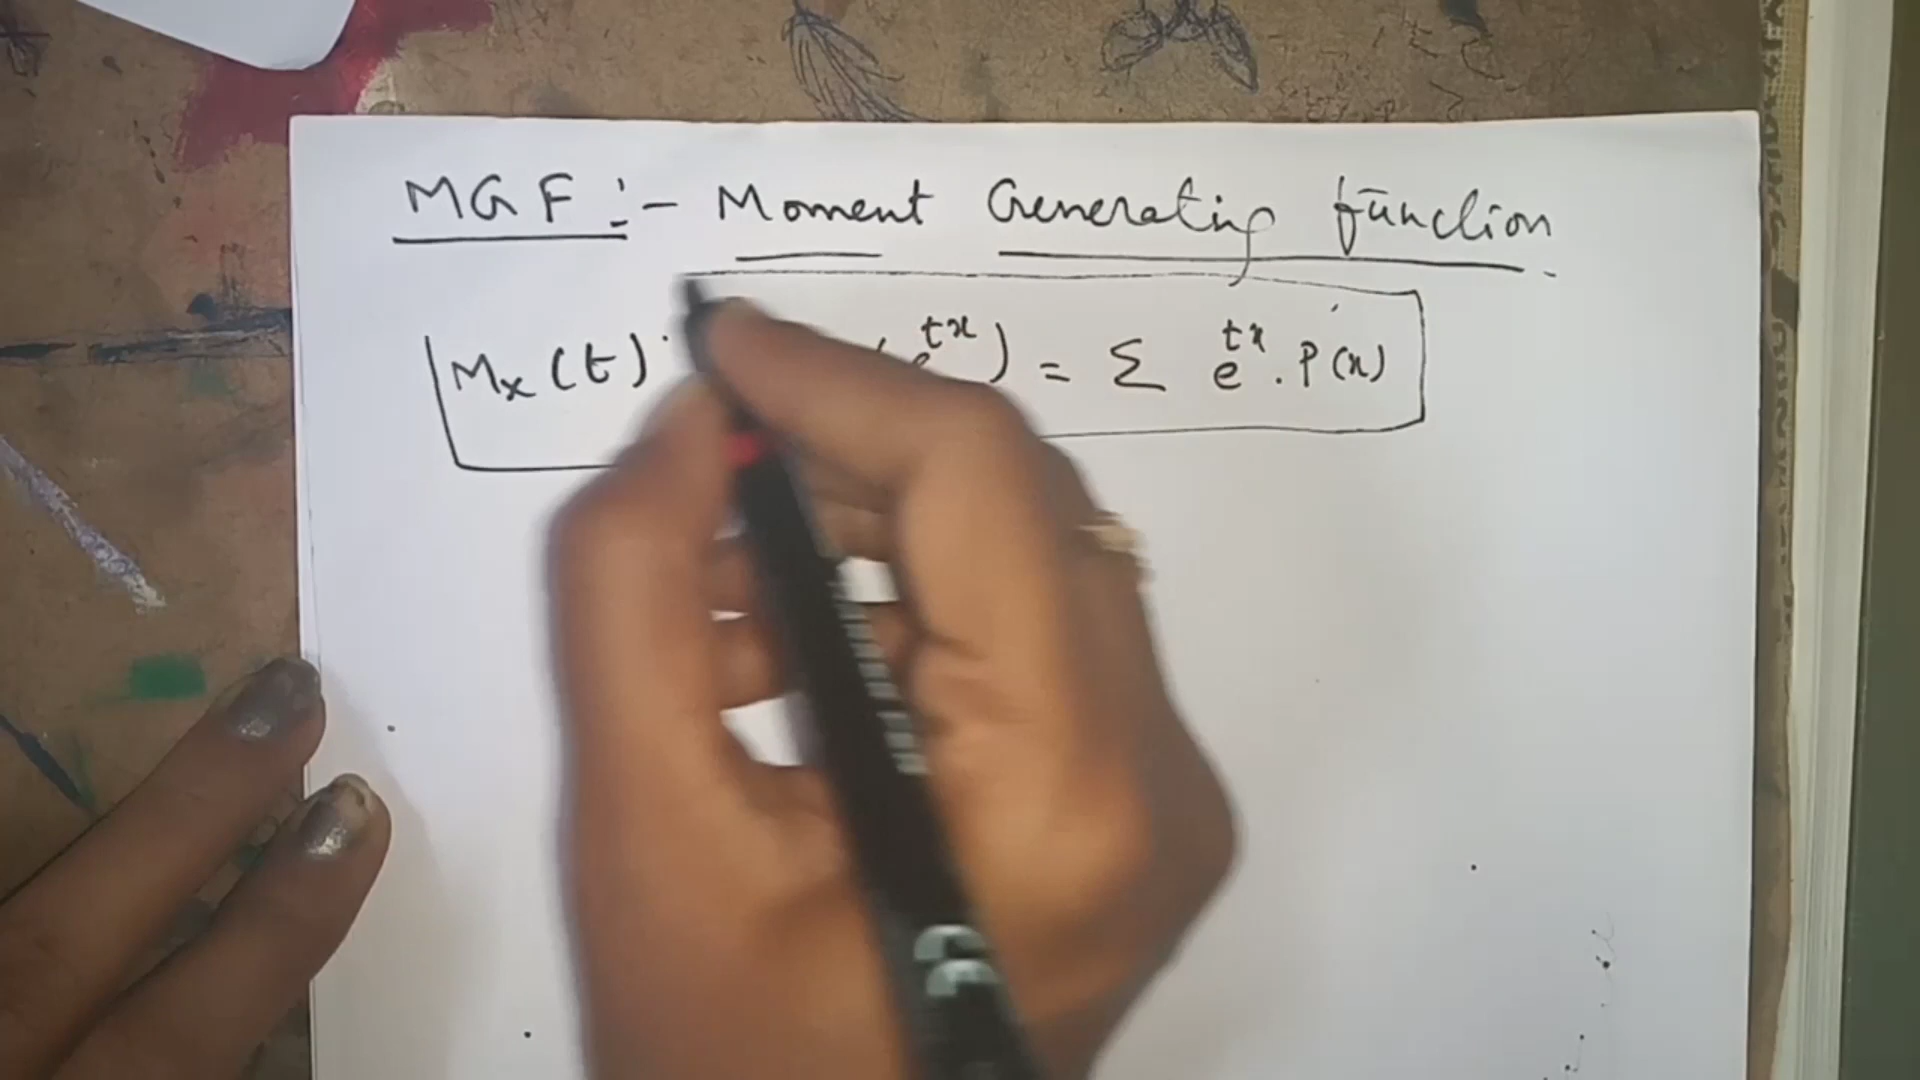 MGF :- Moment Generating function
Mx(t) (e^tx) = Σ e^tx . P(x)